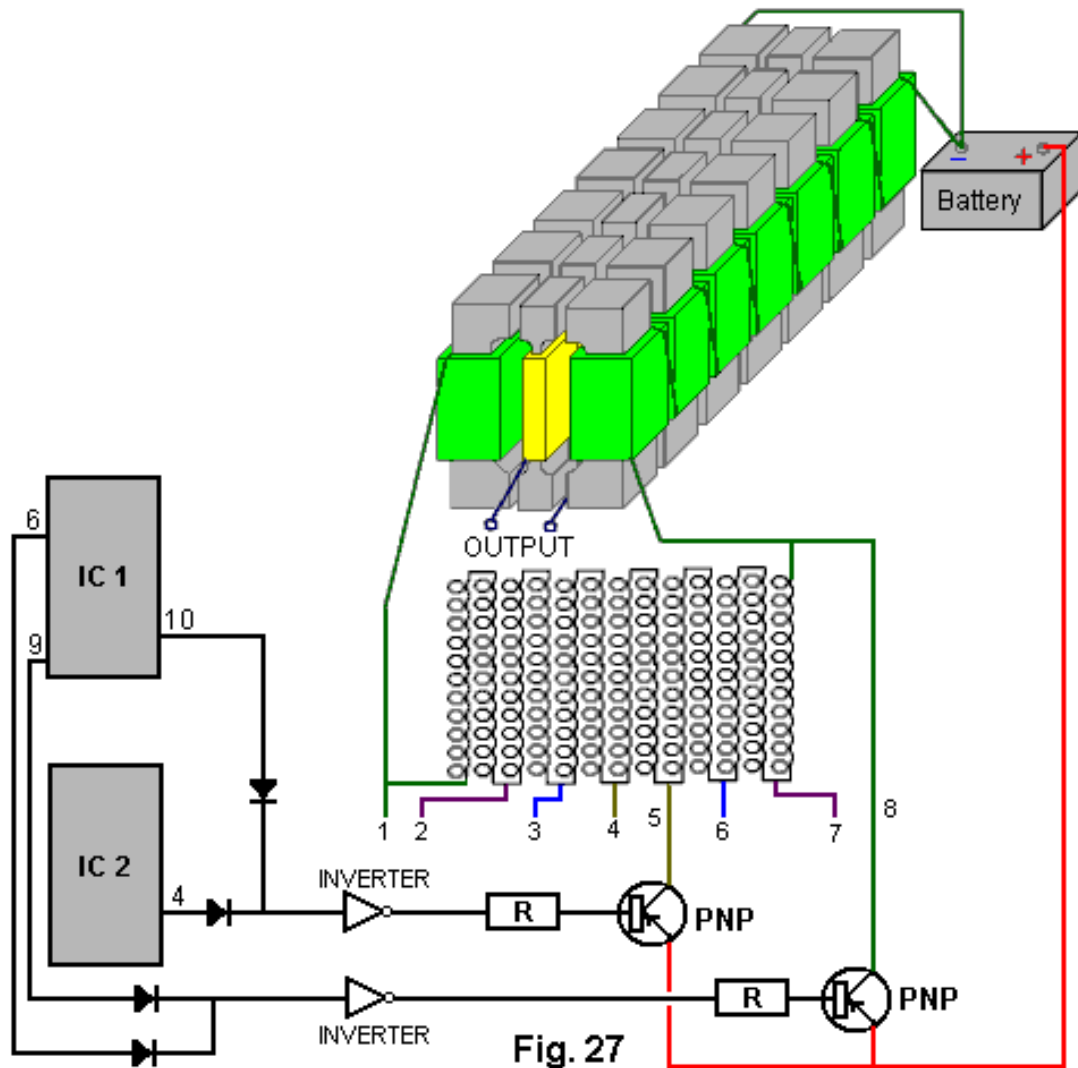 – +
Battery
OUTPUT
6
IC 1
10
9
1 2 3 4 5 6 7 8
IC 2
4
INVERTER
R
PNP
R
PNP
INVERTER
Fig. 27